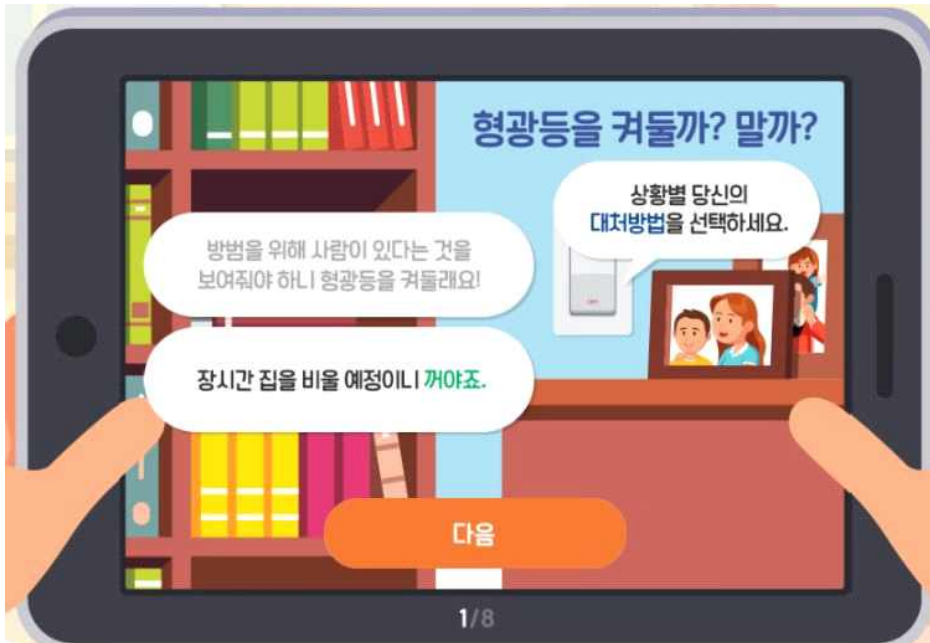 형광등을 켜둘까? 말까?
상황별 당신의
대처방법을 선택하세요.
방범을 위해 사람이 있다는 것을
보여줘야 하니 형광등을 켜둘래요!
장시간 집을 비울 예정이니 꺼야죠.
다음
1/8